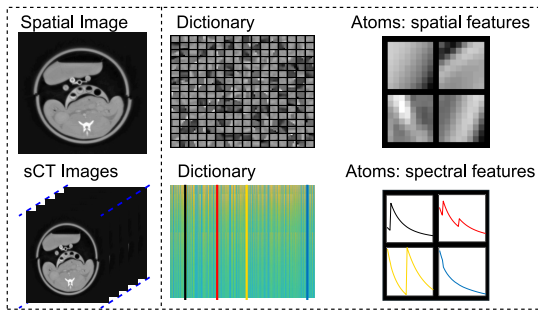 Spatial Image
Dictionary
Atoms: spatial features
sCT Images
Dictionary
Atoms: spectral features